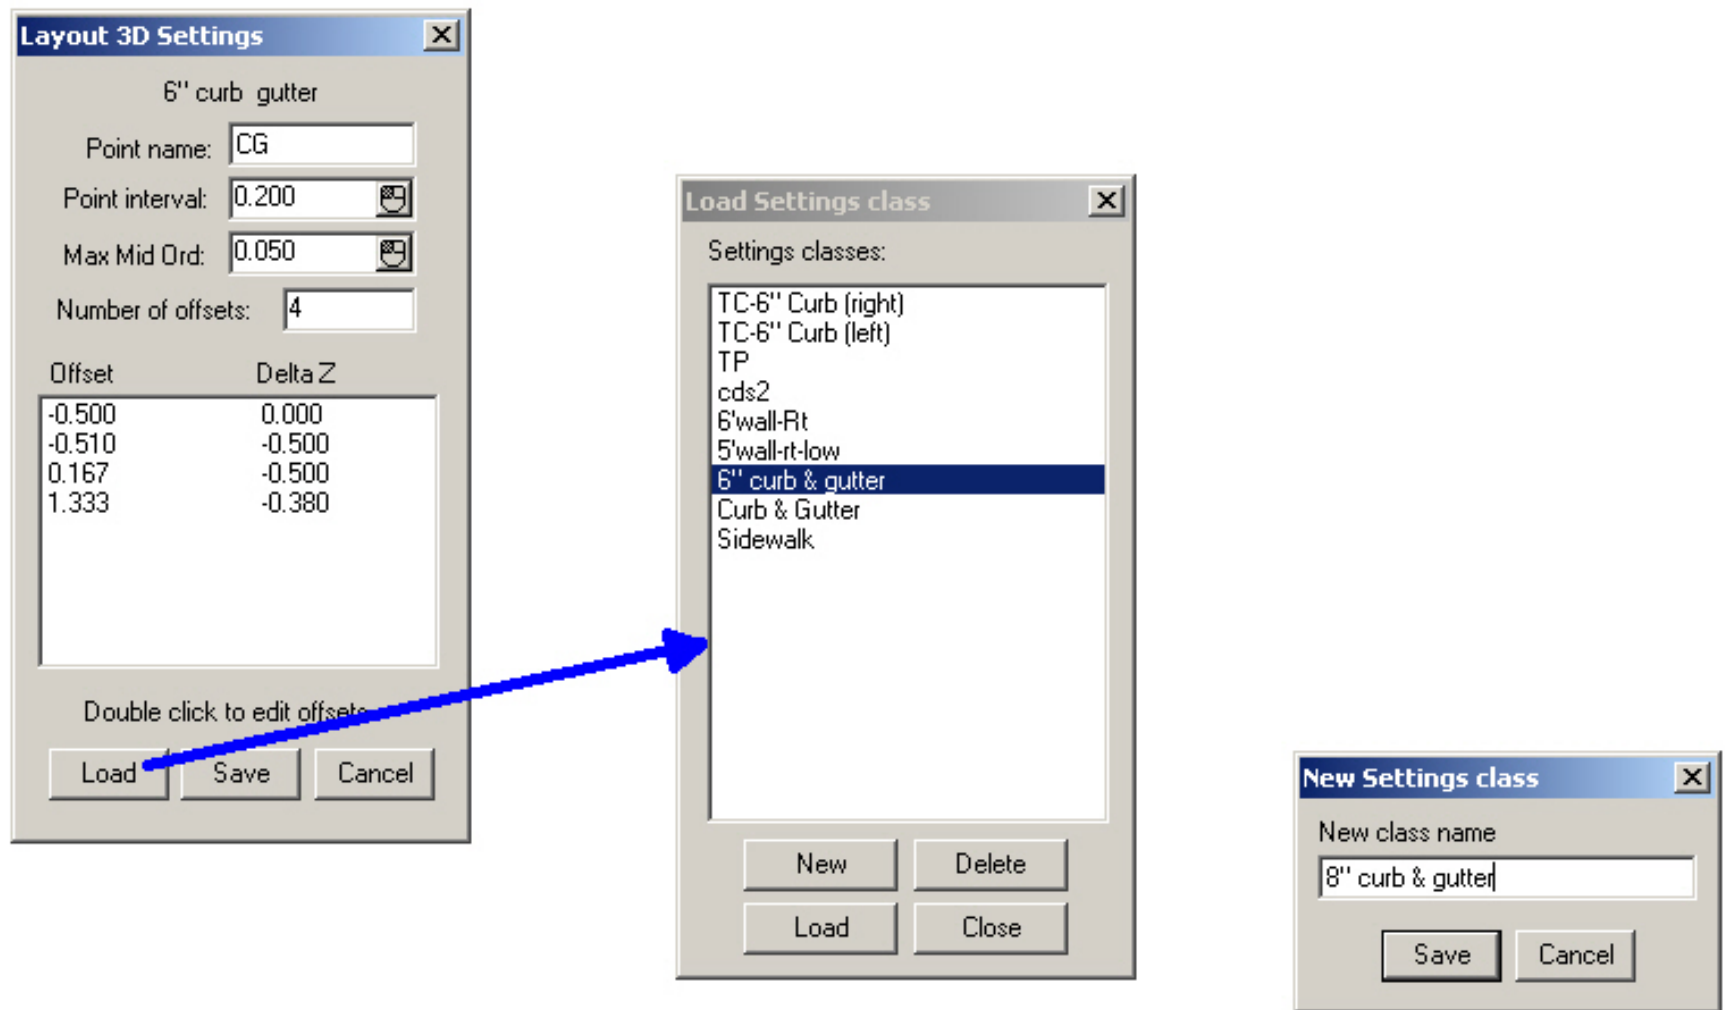 Layout 3D Settings
6" curb  gutter
Point name: CG
Point interval: 0.200
Max Mid Ord: 0.050
Number of offsets: 4
Offset Delta Z
-0.500 0.000
-0.510 -0.500
0.167 -0.500
1.333 -0.380
Double click to edit offsets
Load Save Cancel
Load Settings class
Settings classes:
TC-6" Curb (right)
TC-6" Curb (left)
TP
cds2
6'wall-Rt
5'wall-rt-low
6" curb & gutter
Curb & Gutter
Sidewalk
New Delete
Load Close
New Settings class
New class name
8" curb & gutter
Save Cancel